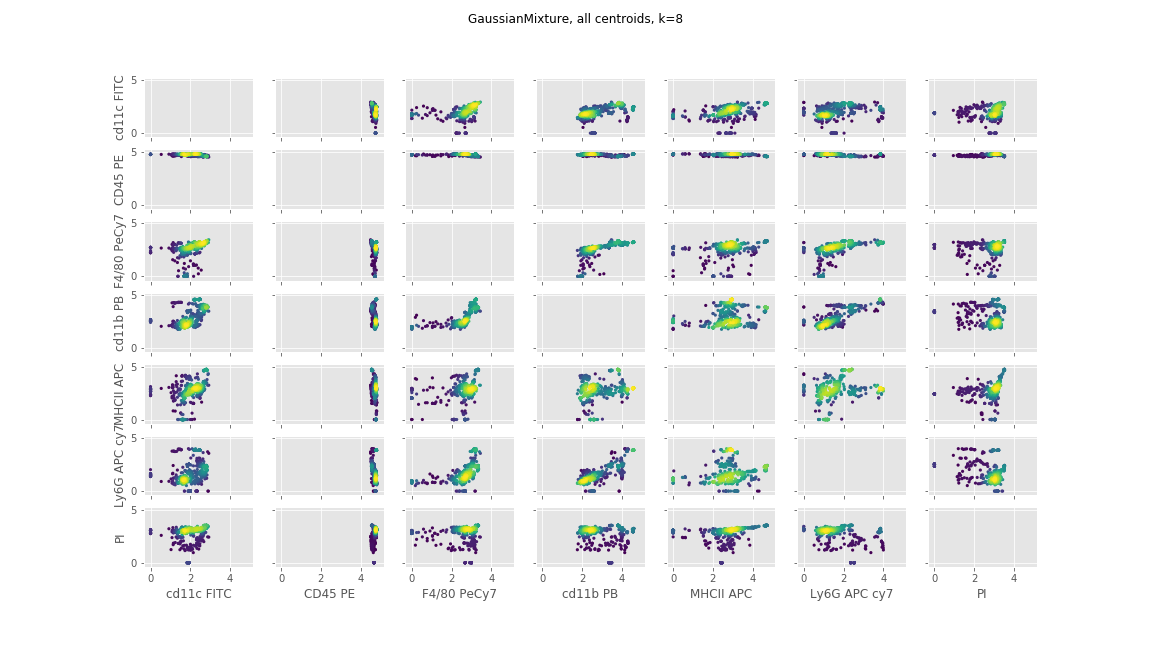 GaussianMixture, all centroids, k=8
cd11c FITC
5
0
CD45 PE
5
0
F4/80 PeCy7
5
0
cd11b PB
5
0
MHCII APC
5
0
Ly6G APC cy7
5
0
PI
5
0
0 2 4 0 2 4 0 2 4 0 2 4 0 2 4 0 2 4 0 2 4
cd11c FITC CD45 PE F4/80 PeCy7 cd11b PB MHCII APC Ly6G APC cy7 PI